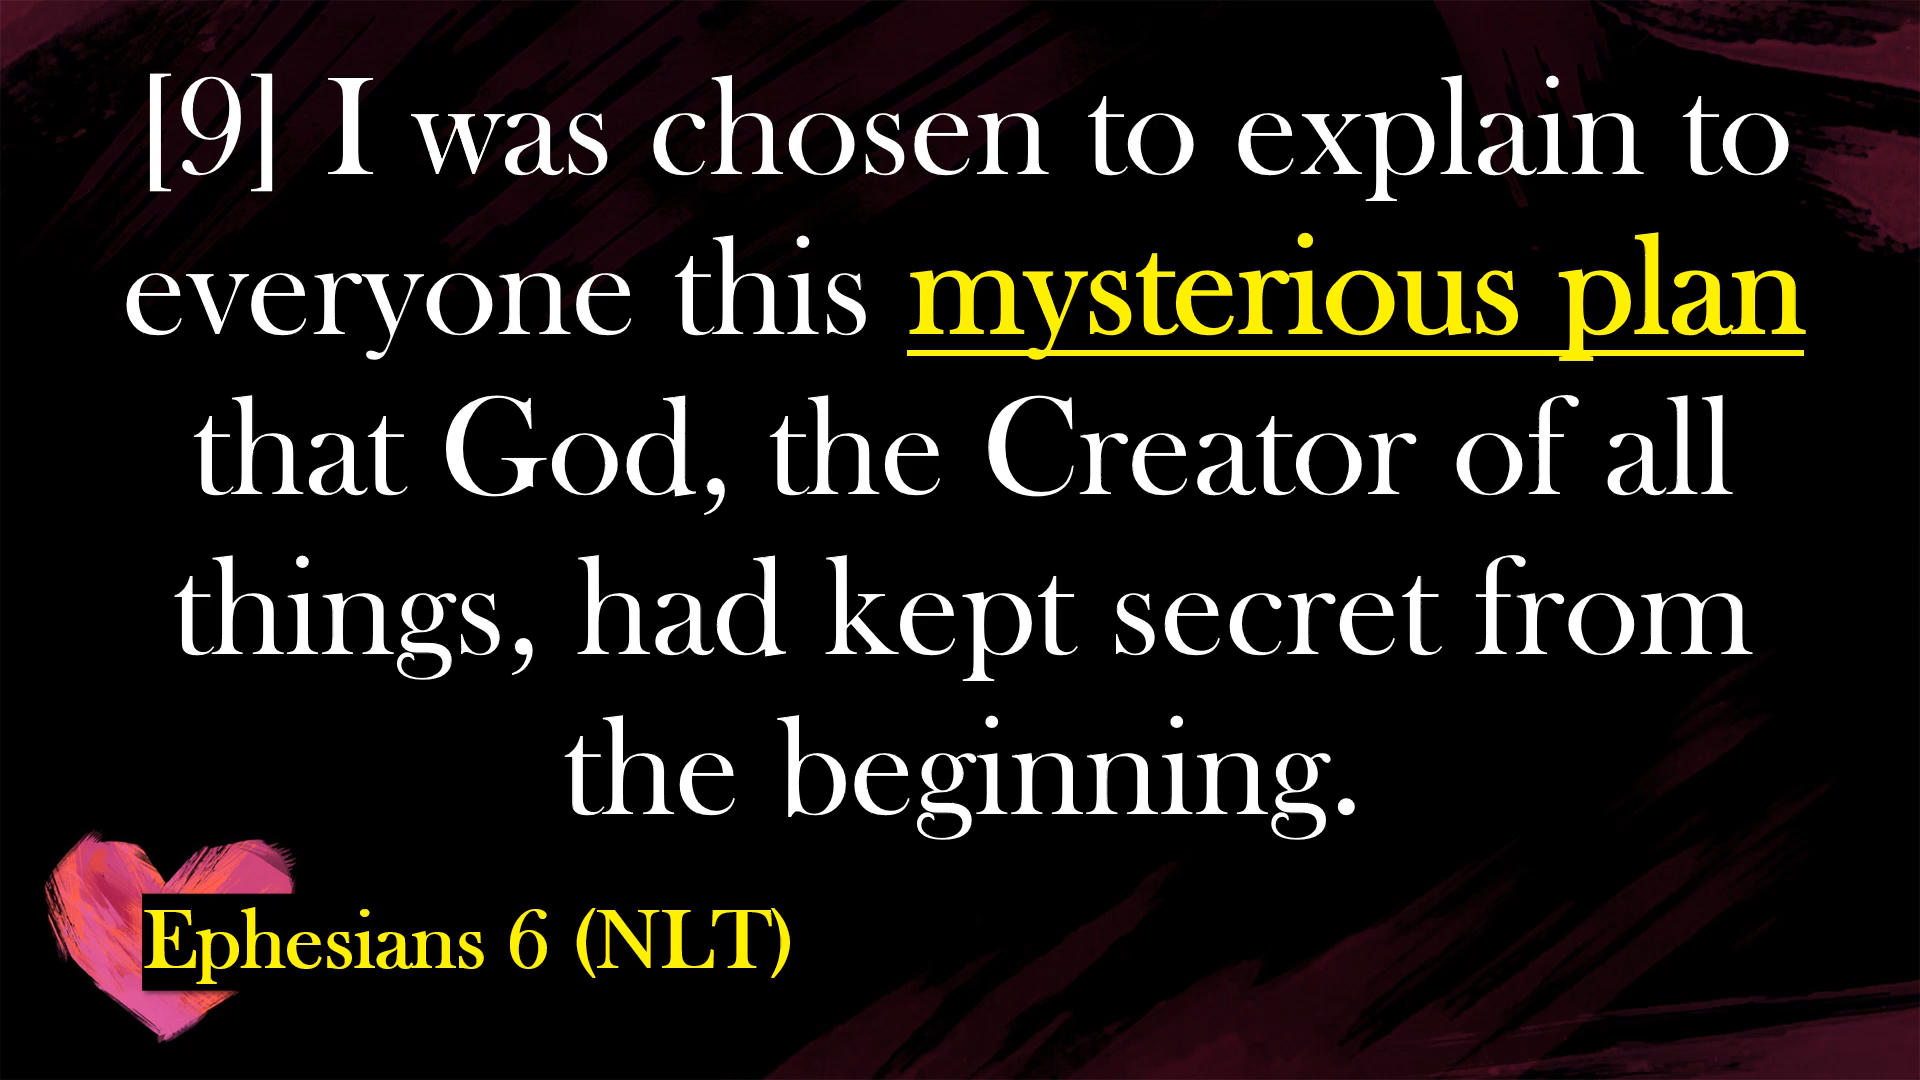 [9] I was chosen to explain to
everyone this mysterious plan
that God, the Creator of all
things, had kept secret from
the beginning.
Ephesians 6 (NLT)